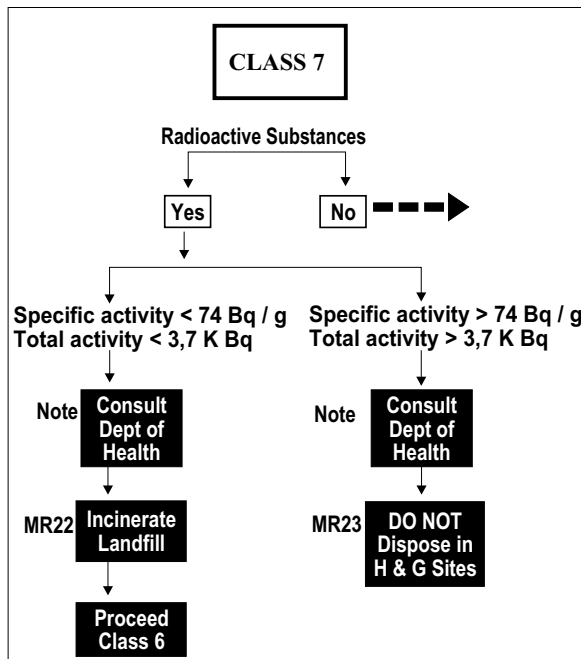 CLASS 7
Radioactive Substances
Yes
No
Specific activity < 74 Bq / g
Total activity < 3,7 K Bq
Specific activity > 74 Bq / g
Total activity > 3,7 K Bq
Note
Consult
Dept of
Health
Note
Consult
Dept of
Health
MR22
Incinerate
Landfill
MR23
DO NOT
Dispose in
H & G Sites
Proceed
Class 6